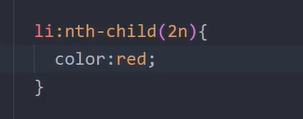 li:nth-child(2n){
  color:red;
}